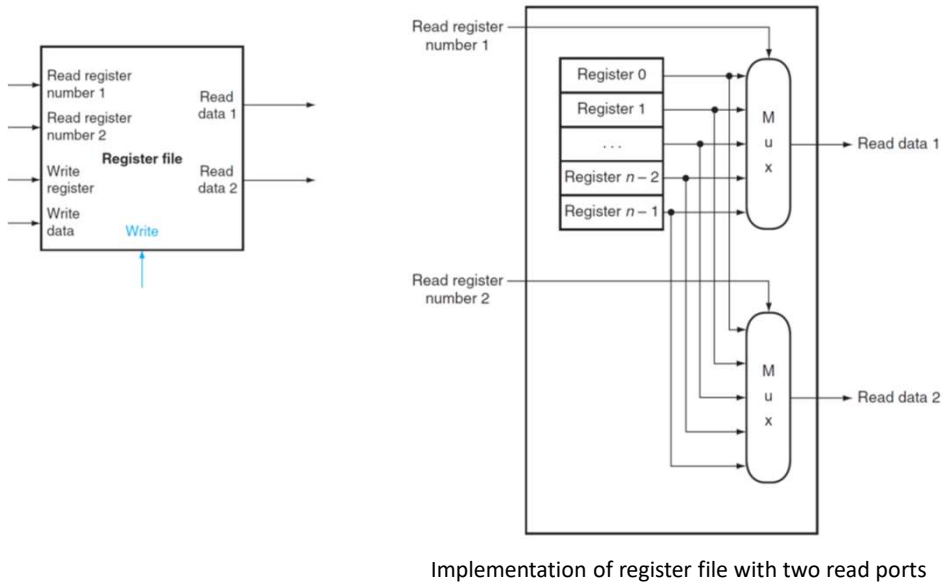 Read register
number 1
Read register
number 2
Register file
Write
register
Write
data
Write
Read
data 1
Read
data 2
Read register
number 1
Register 0
Register 1
. . .
Register n – 2
Register n – 1
M
u
x
Read data 1
Read register
number 2
M
u
x
Read data 2
Implementation of register file with two read ports